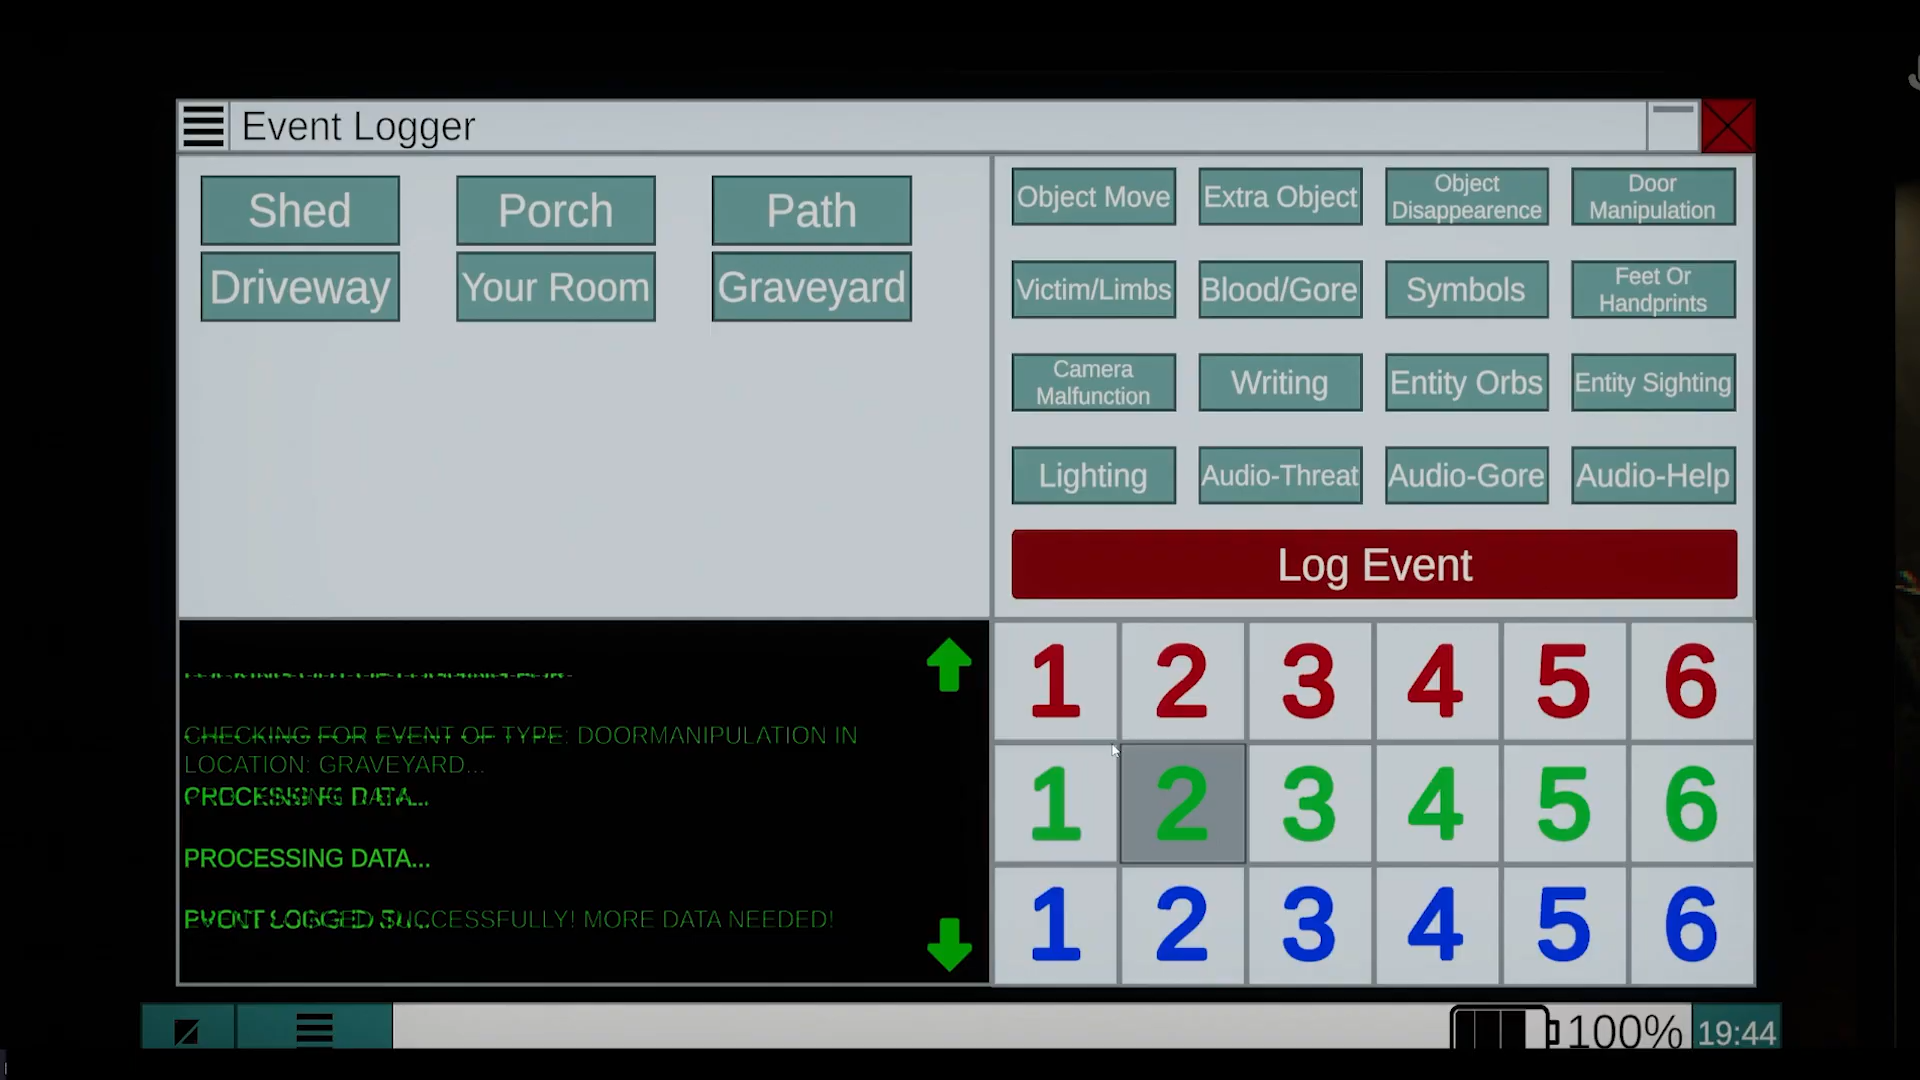 Event Logger
Shed Porch Path
Driveway Your Room Graveyard
Object Move Extra Object Object Disappearence Door Manipulation
Victim/Limbs Blood/Gore Symbols Feet Or Handprints
Camera Malfunction Writing Entity Orbs Entity Sighting
Lighting Audio-Threat Audio-Gore Audio-Help
Log Event
CHECKING FOR EVENT OF TYPE: DOORMANIPULATION IN
LOCATION: GRAVEYARD...
PROCESSING DATA...
PROCESSING DATA...
EVENT LOGGED SUCCESSFULLY! MORE DATA NEEDED!
1 2 3 4 5 6
1 2 3 4 5 6
1 2 3 4 5 6
100% 19:44